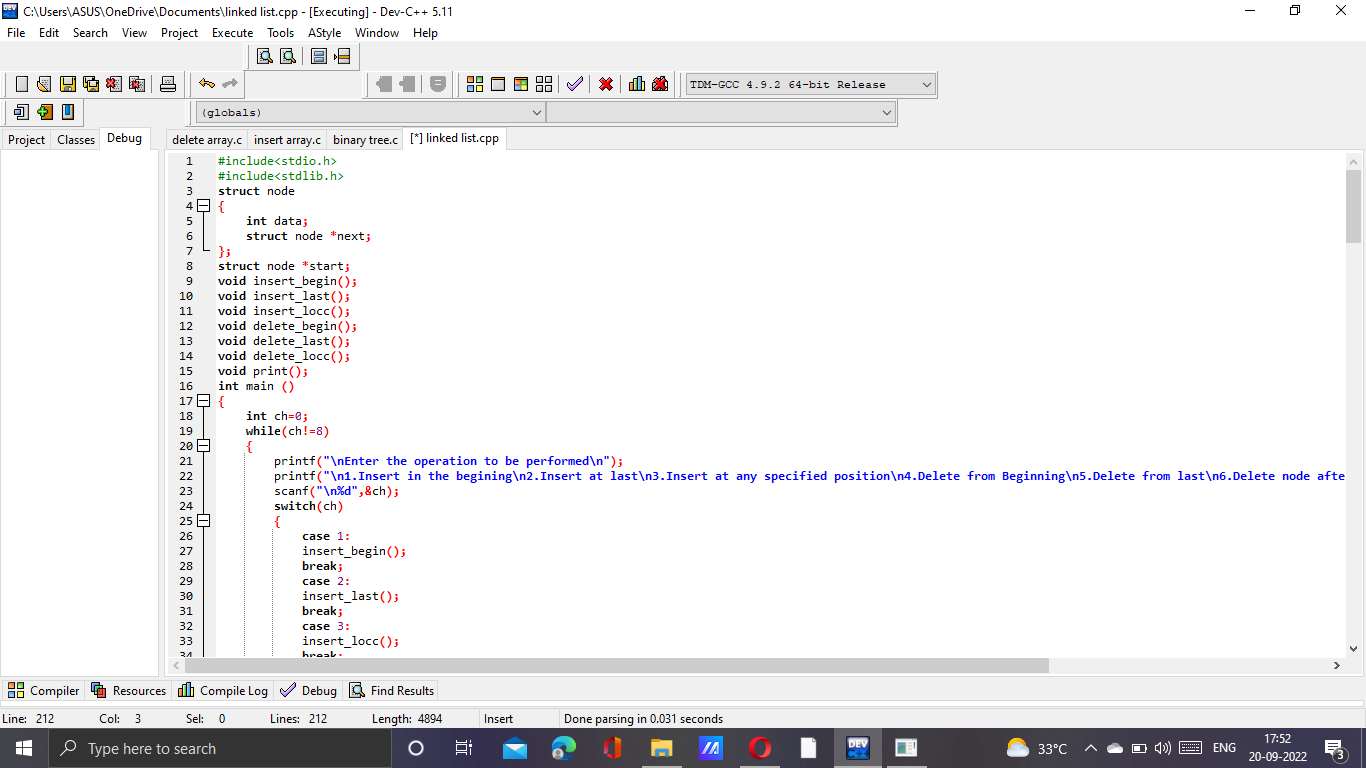 C:\Users\ASUS\OneDrive\Documents\linked list.cpp - [Executing] - Dev-C++ 5.11
File Edit Search View Project Execute Tools AStyle Window Help
TDM-GCC 4.9.2 64-bit Release
(globals)
Project Classes Debug
delete array.c insert array.c binary tree.c [*] linked list.cpp
1 #include<stdio.h>
2 #include<stdlib.h>
3 struct node
4 {
5 int data;
6 struct node *next;
7 };
8 struct node *start;
9 void insert_begin();
10 void insert_last();
11 void insert_locc();
12 void delete_begin();
13 void delete_last();
14 void delete_locc();
15 void print();
16 int main ()
17 {
18 int ch=0;
19 while(ch!=8)
20 {
21 printf("\nEnter the operation to be performed\n");
22 printf("\n1.Insert in the begining\n2.Insert at last\n3.Insert at any specified position\n4.Delete from Beginning\n5.Delete from last\n6.Delete node afte
23 scanf("\n%d",&ch);
24 switch(ch)
25 {
26 case 1:
27 insert_begin();
28 break;
29 case 2:
30 insert_last();
31 break;
32 case 3:
33 insert_locc();
34 break;
Compiler Resources Compile Log Debug Find Results
Line: 212 Col: 3 Sel: 0 Lines: 212 Length: 4894 Insert Done parsing in 0.031 seconds
Type here to search
DEV
33°C
ENG
17:52
20-09-2022
3